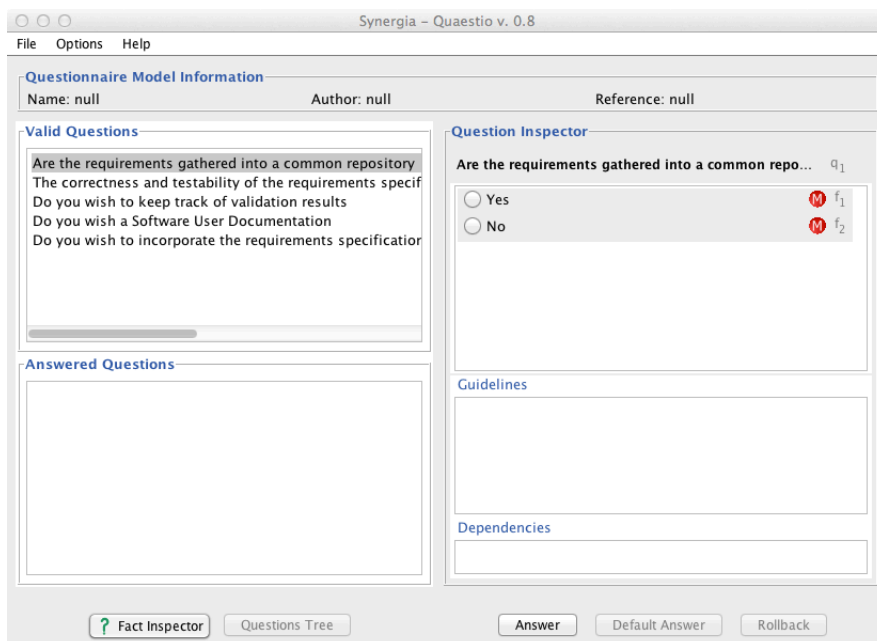 Synergia – Quaestio v. 0.8
File Options Help
Questionnaire Model Information
Name: null Author: null Reference: null
Valid Questions
Are the requirements gathered into a common repository
The correctness and testability of the requirements specif
Do you wish to keep track of validation results
Do you wish a Software User Documentation
Do you wish to incorporate the requirements specification
Answered Questions
Question Inspector
Are the requirements gathered into a common repo... q1
Yes M f1
No M f2
Guidelines
Dependencies
? Fact Inspector Questions Tree Answer Default Answer Rollback